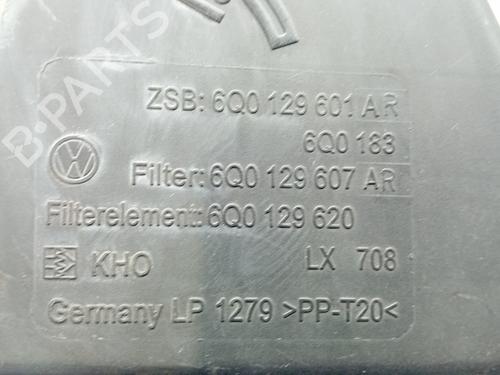 ZSB: 6Q0 129 601 AR
6Q0 183
Filter: 6Q0 129 607 AR
Filterelement: 6Q0 129 620
KHO LX 708
Germany LP 1279 >PP-T20<
B-PARTS